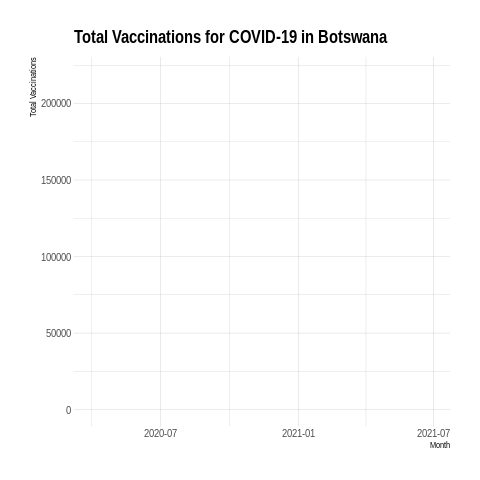 Total Vaccinations for COVID-19 in Botswana
Total Vaccinations
200000
150000
100000
50000
0
2020-07 2021-01 2021-07
Month